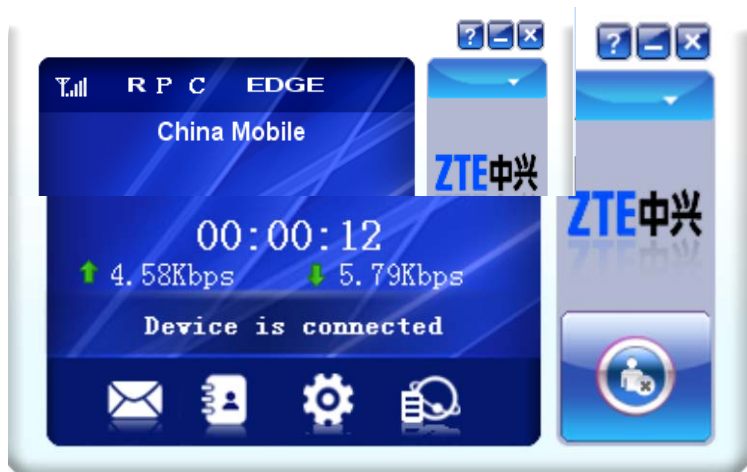 ? – ×
? – ×
R P C EDGE
China Mobile
ZTE中兴
ZTE中兴
00:00:12
4.58Kbps 5.79Kbps
Device is connected